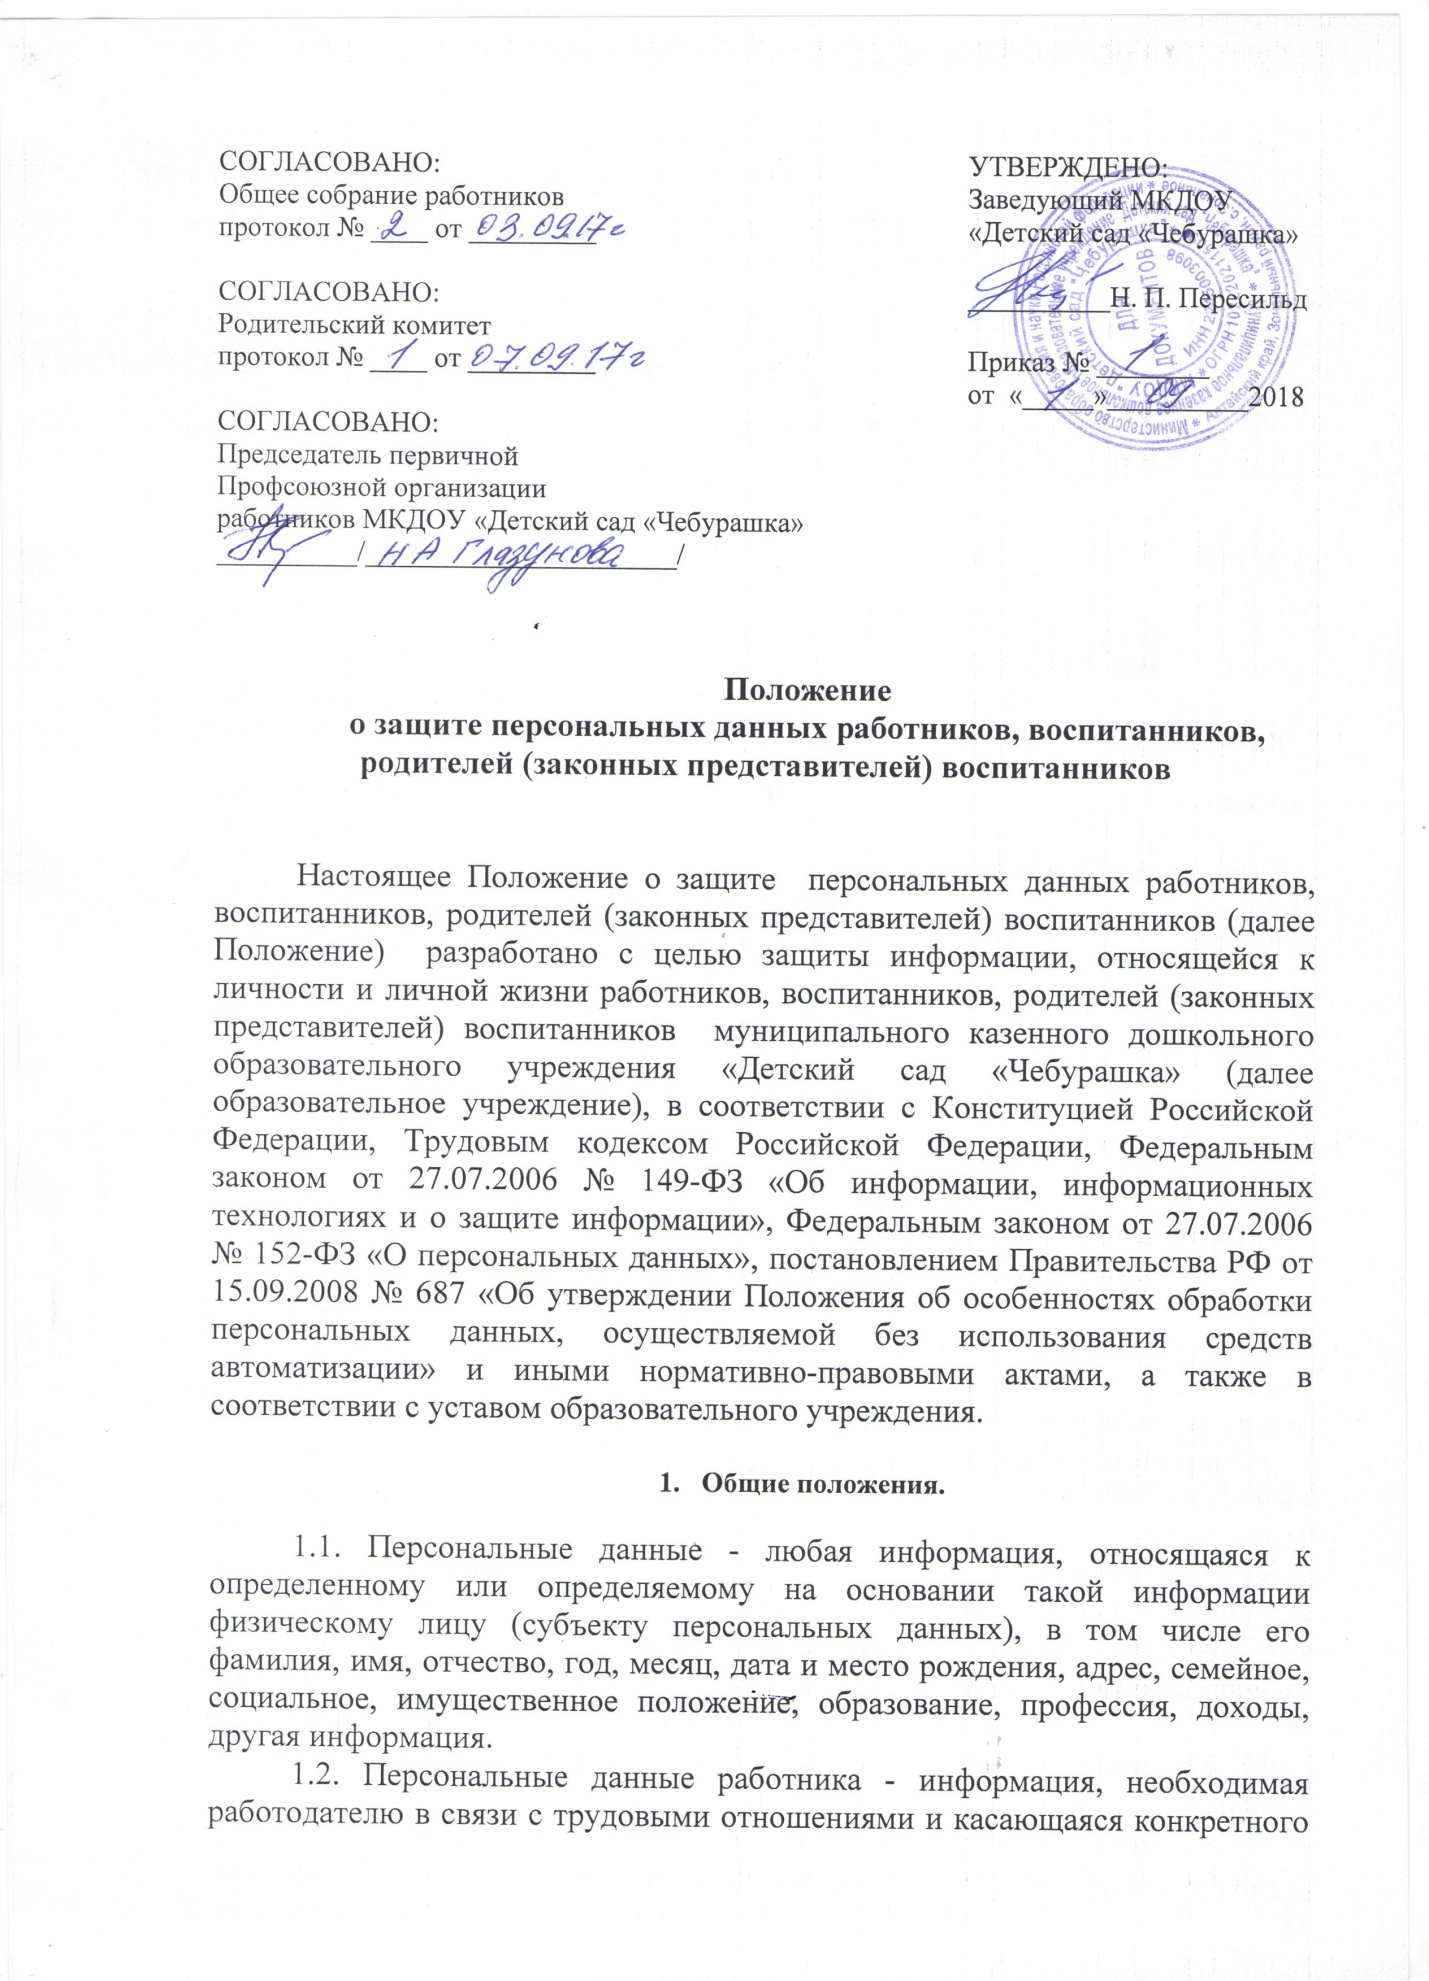 СОГЛАСОВАНО:
Общее собрание работников
протокол № 2 от 03.09.17г
СОГЛАСОВАНО:
Родительский комитет
протокол № 1 от 07.09.17г
СОГЛАСОВАНО:
Председатель первичной
Профсоюзной организации
работников МКДОУ «Детский сад «Чебурашка»
/ Н А Глазунова /
УТВЕРЖДЕНО:
Заведующий МКДОУ
«Детский сад «Чебурашка»
Н. П. Пересильд
Приказ № 1
от «1» 09 2018
ДЛЯ
ДОКУМЕНТОВ
Положение
о защите персональных данных работников, воспитанников,
родителей (законных представителей) воспитанников
Настоящее Положение о защите персональных данных работников,
воспитанников, родителей (законных представителей) воспитанников (далее
Положение) разработано с целью защиты информации, относящейся к
личности и личной жизни работников, воспитанников, родителей (законных
представителей) воспитанников муниципального казенного дошкольного
образовательного учреждения «Детский сад «Чебурашка» (далее
образовательное учреждение), в соответствии с Конституцией Российской
Федерации, Трудовым кодексом Российской Федерации, Федеральным
законом от 27.07.2006 № 149-ФЗ «Об информации, информационных
технологиях и о защите информации», Федеральным законом от 27.07.2006
№ 152-ФЗ «О персональных данных», постановлением Правительства РФ от
15.09.2008 № 687 «Об утверждении Положения об особенностях обработки
персональных данных, осуществляемой без использования средств
автоматизации» и иными нормативно-правовыми актами, а также в
соответствии с уставом образовательного учреждения.
1. Общие положения.
1.1. Персональные данные - любая информация, относящаяся к
определенному или определяемому на основании такой информации
физическому лицу (субъекту персональных данных), в том числе его
фамилия, имя, отчество, год, месяц, дата и место рождения, адрес, семейное,
социальное, имущественное положение, образование, профессия, доходы,
другая информация.
1.2. Персональные данные работника - информация, необходимая
работодателю в связи с трудовыми отношениями и касающаяся конкретного